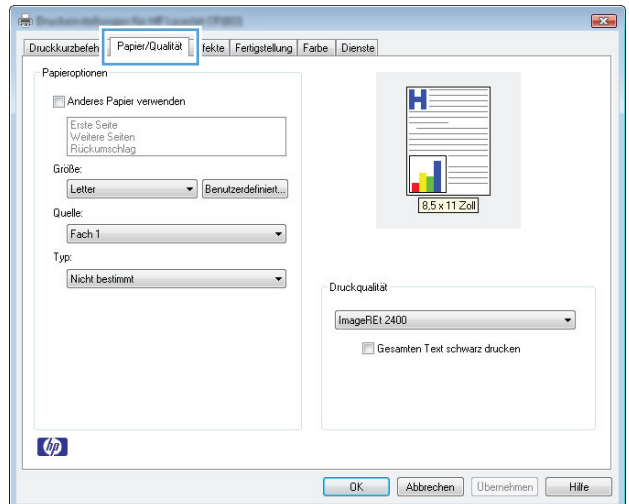 Druckkurzbefeh Papier/Qualität fekte Fertigstellung Farbe Dienste
Papieroptionen
Anderes Papier verwenden
Erste Seite
Weitere Seiten
Rückumschlag
Größe:
Letter Benutzerdefiniert...
Quelle:
Fach 1
Typ:
Nicht bestimmt
H
8,5 x 11 Zoll
Druckqualität
ImageREt 2400
Gesamten Text schwarz drucken
hp
OK Abbrechen Übernehmen Hilfe